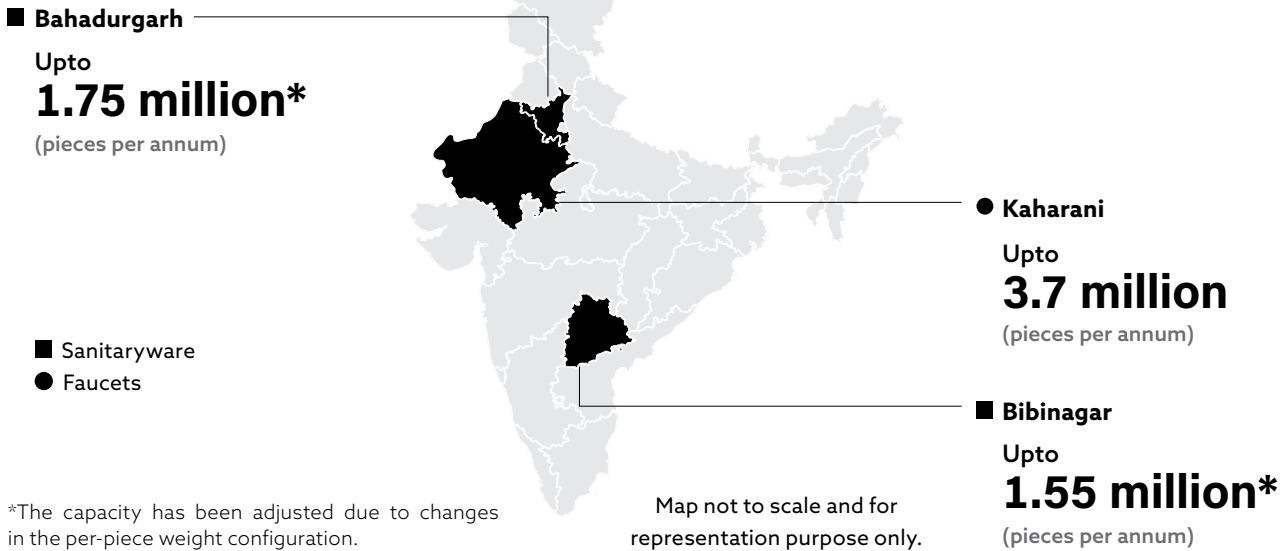 Bahadurgarh
Upto
1.75 million*
(pieces per annum)
Kaharani
Upto
3.7 million
(pieces per annum)
Sanitaryware
Faucets
Bibinagar
Upto
1.55 million*
(pieces per annum)
*The capacity has been adjusted due to changes
in the per-piece weight configuration.
Map not to scale and for
representation purpose only.